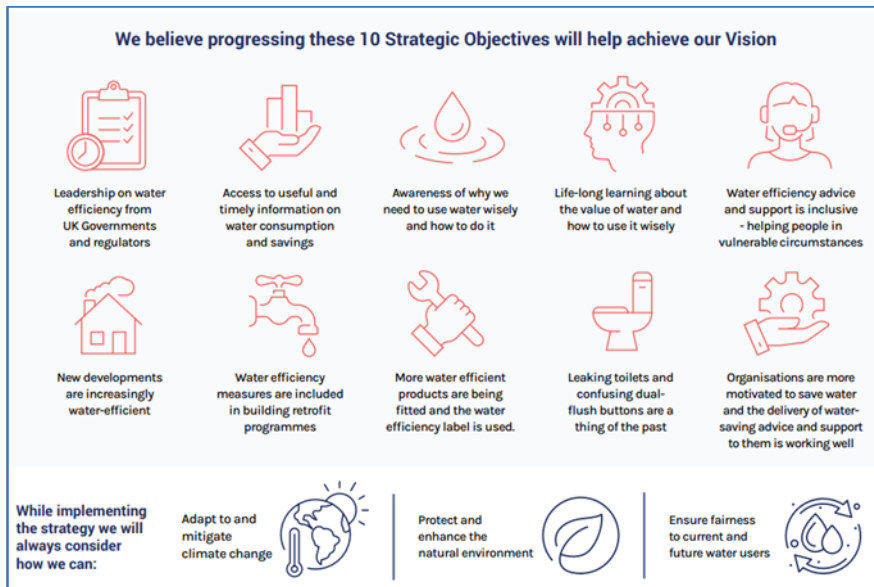 We believe progressing these 10 Strategic Objectives will help achieve our Vision
Leadership on water
efficiency from
UK Governments
and regulators
Access to useful and
timely information on
water consumption
and savings
Awareness of why we
need to use water wisely
and how to do it
Life-long learning about
the value of water and
how to use it wisely
Water efficiency advice
and support is inclusive
- helping people in
vulnerable circumstances
New developments
are increasingly
water-efficient
Water efficiency
measures are included
in building retrofit
programmes
More water efficient
products are being
fitted and the water
efficiency label is used.
Leaking toilets and
confusing dual-
flush buttons are a
thing of the past
Organisations are more
motivated to save water
and the delivery of water-
saving advice and support
to them is working well
While implementing
the strategy we will
always consider
how we can:
Adapt to and
mitigate
climate change
Protect and
enhance the
natural environment
Ensure fairness
to current and
future water users